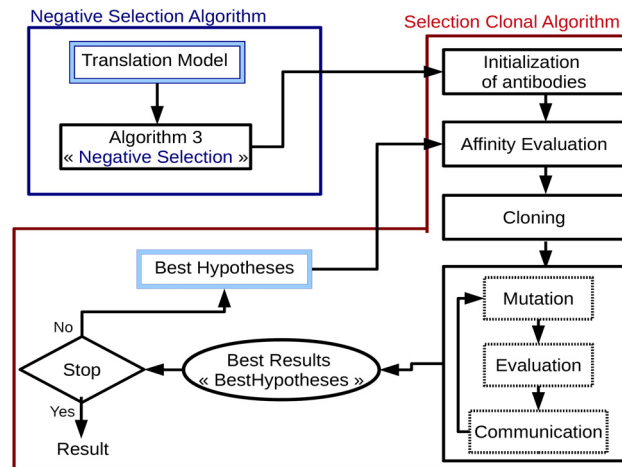 Negative Selection Algorithm
Selection Clonal Algorithm
Translation Model
Initialization
of antibodies
Algorithm 3
« Negative Selection »
Affinity Evaluation
Cloning
Best Hypotheses
Mutation
No
Best Results
« BestHypotheses »
Stop
Evaluation
Yes
Result
Communication